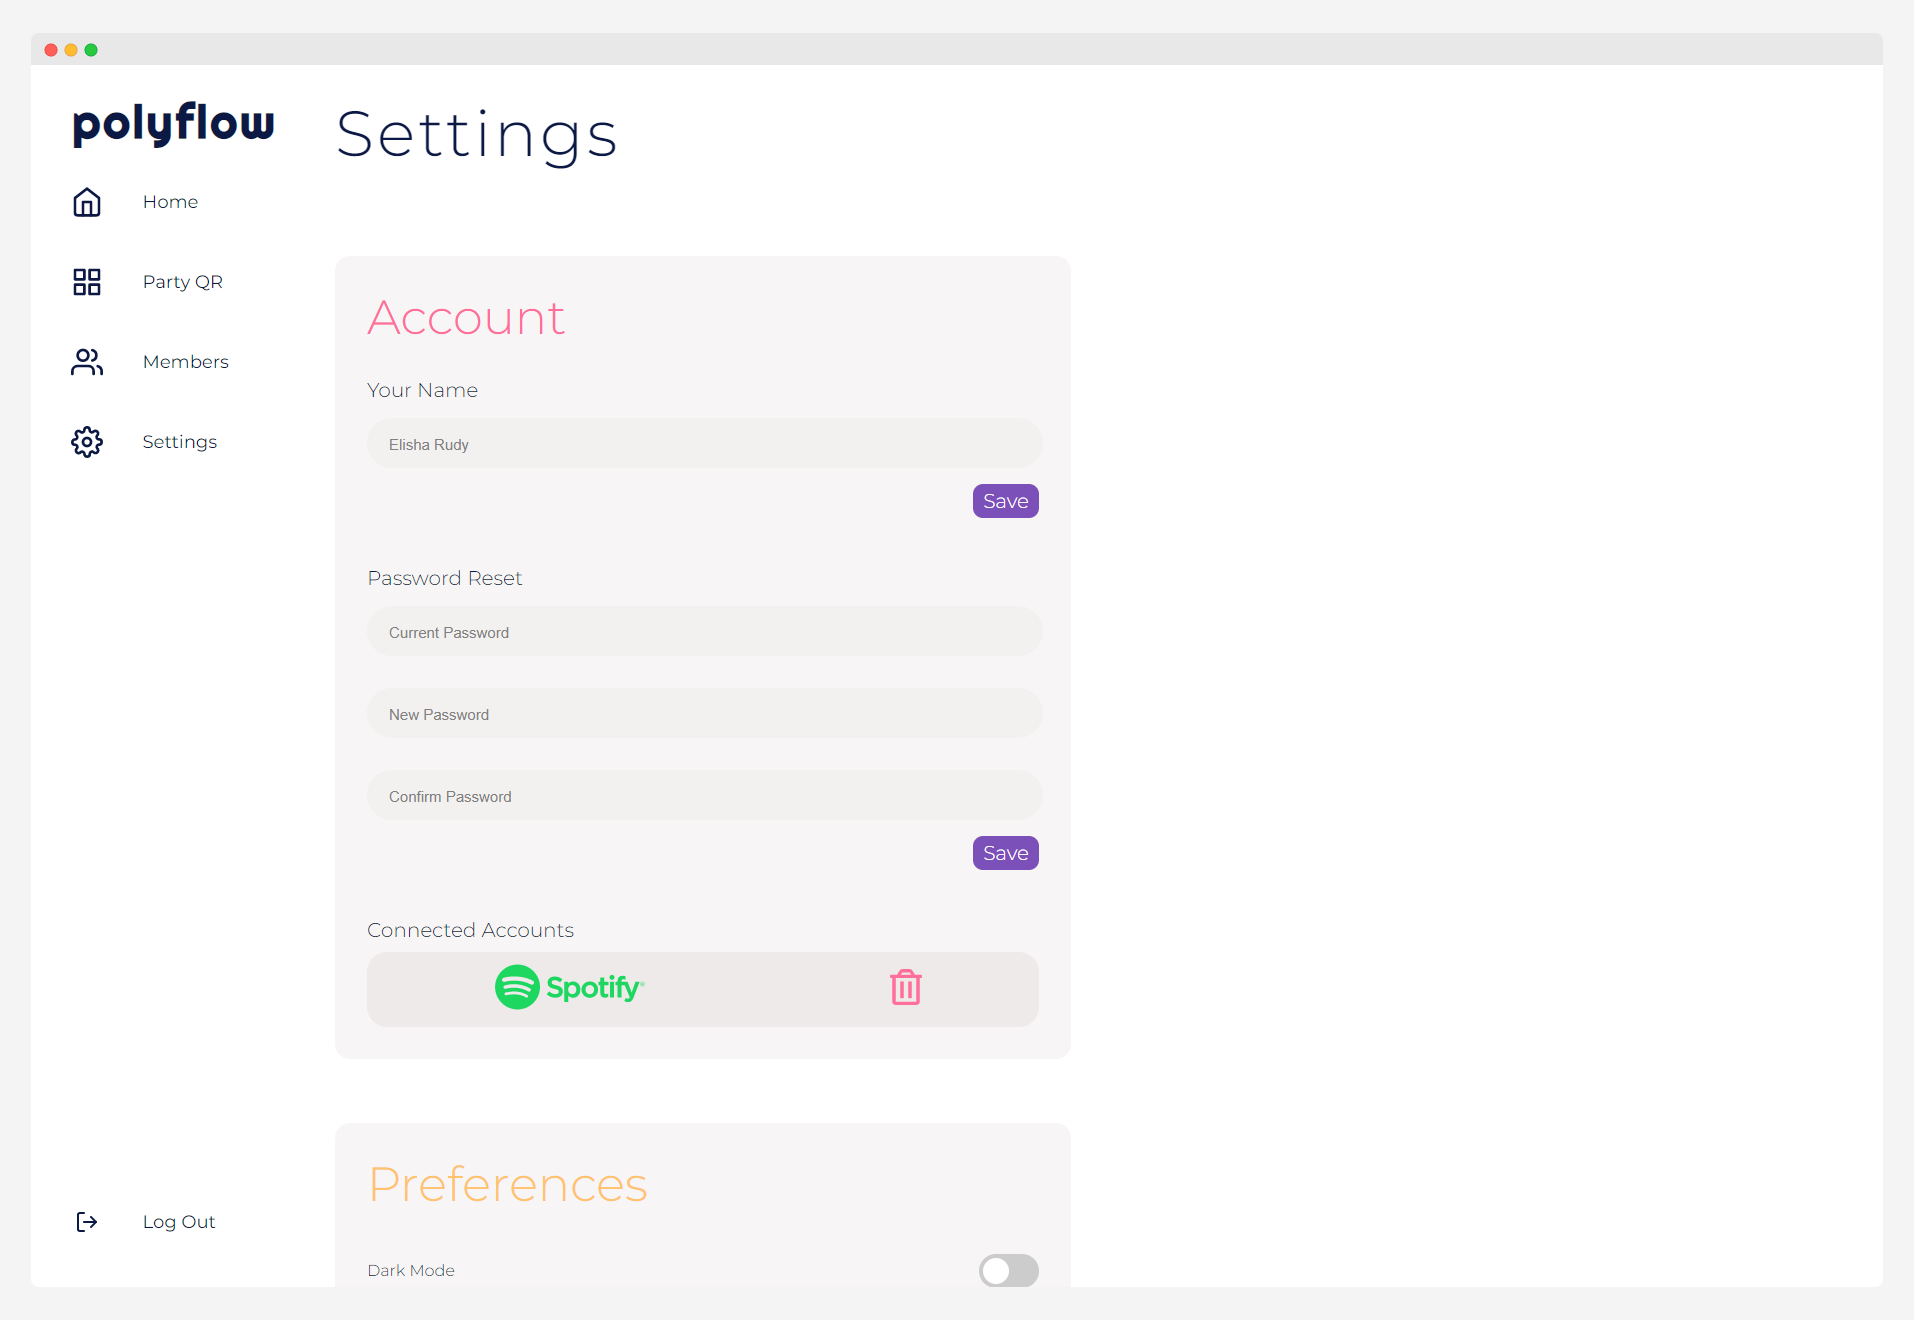 polyflow
Home
Party QR
Members
Settings
Log Out
Settings
Account
Your Name
Elisha Rudy
Save
Password Reset
Current Password
New Password
Confirm Password
Save
Connected Accounts
Spotify
Preferences
Dark Mode